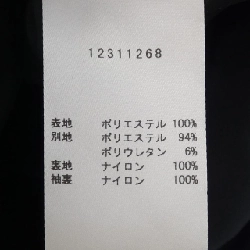 12311268
表地 ポリエステル 100%
別地 ポリエステル 94%
ポリウレタン 6%
裏地 ナイロン 100%
袖裏 ナイロン 100%